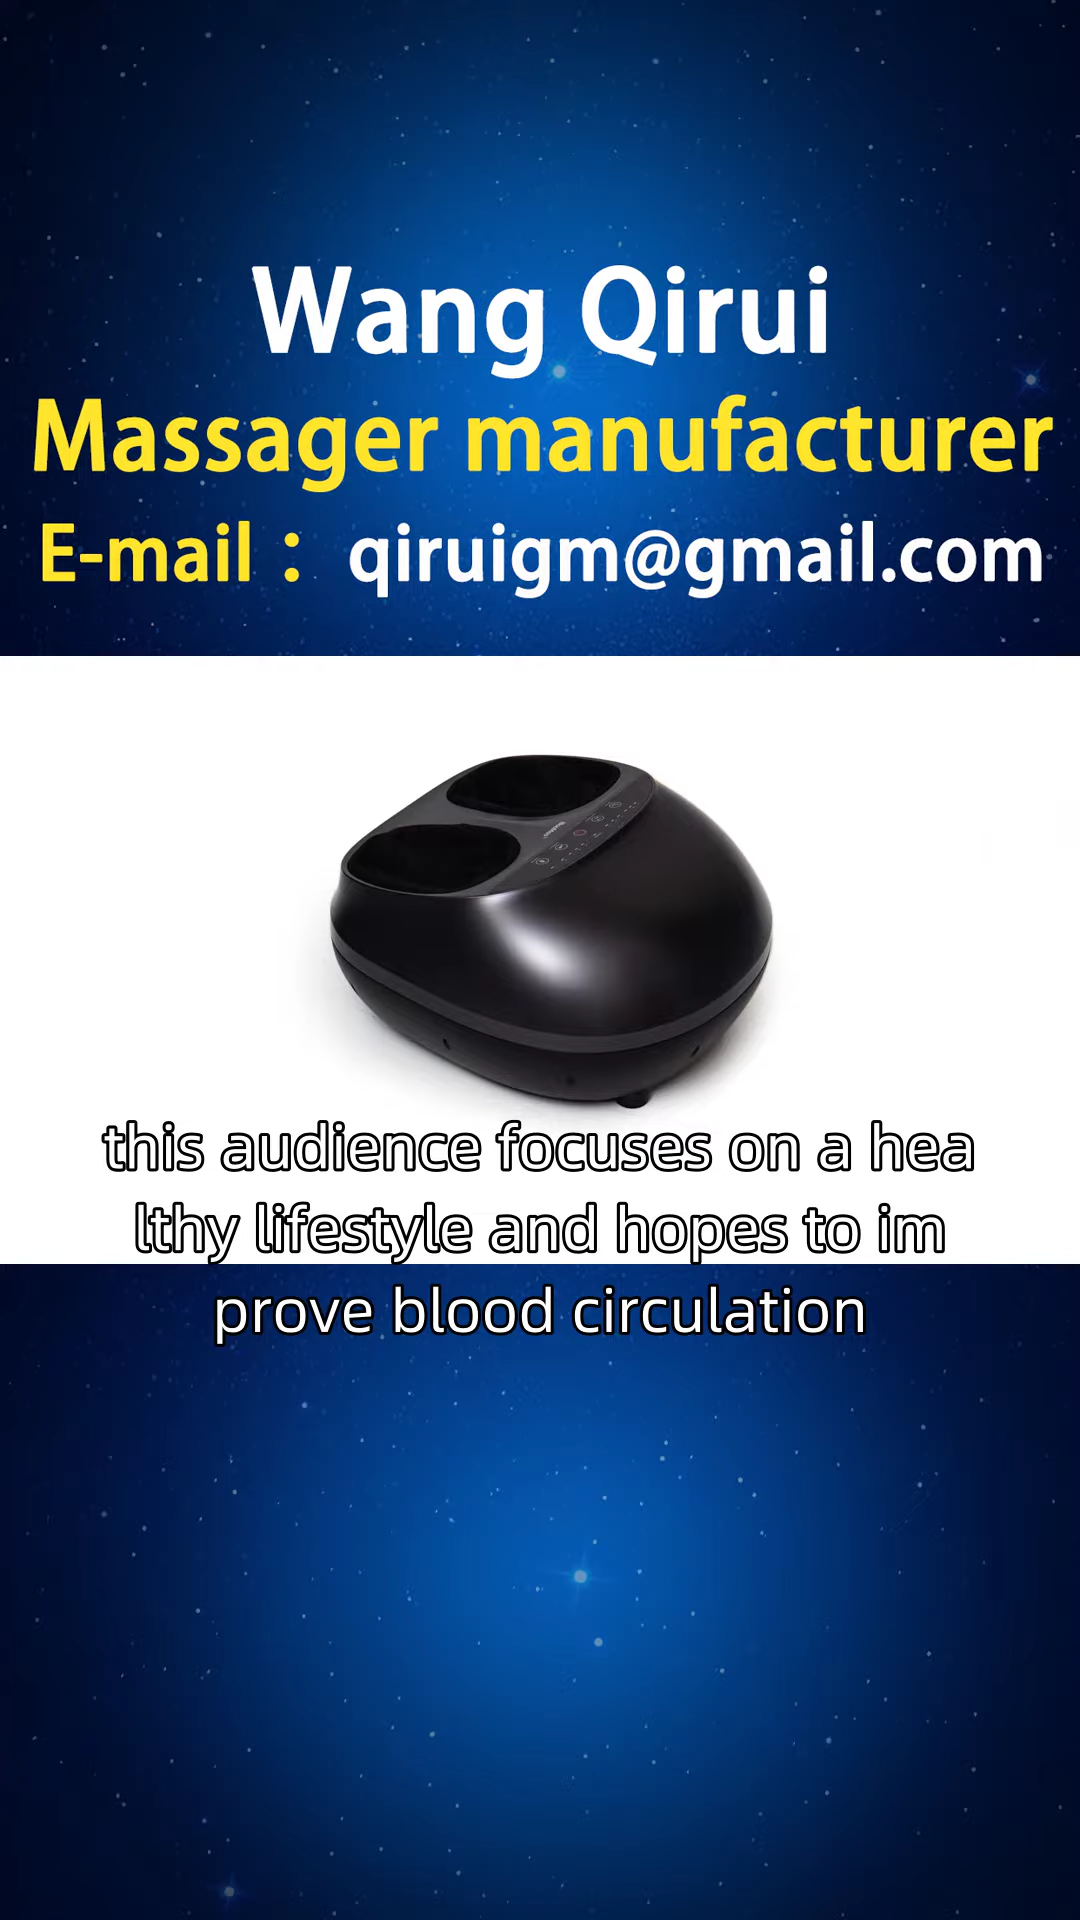 Wang Qirui
Massager manufacturer
E-mail： qiruigm@gmail.com
this audience focuses on a hea
lthy lifestyle and hopes to im
prove blood circulation